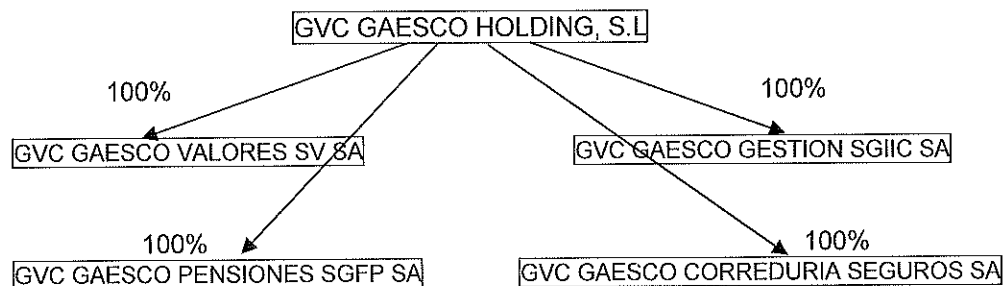 GVC GAESCO HOLDING, S.L
100%
100%
GVC GAESCO VALORES SV SA
GVC GAESCO GESTION SGIIC SA
100%
100%
GVC GAESCO PENSIONES SGFP SA
GVC GAESCO CORREDURIA SEGUROS SA